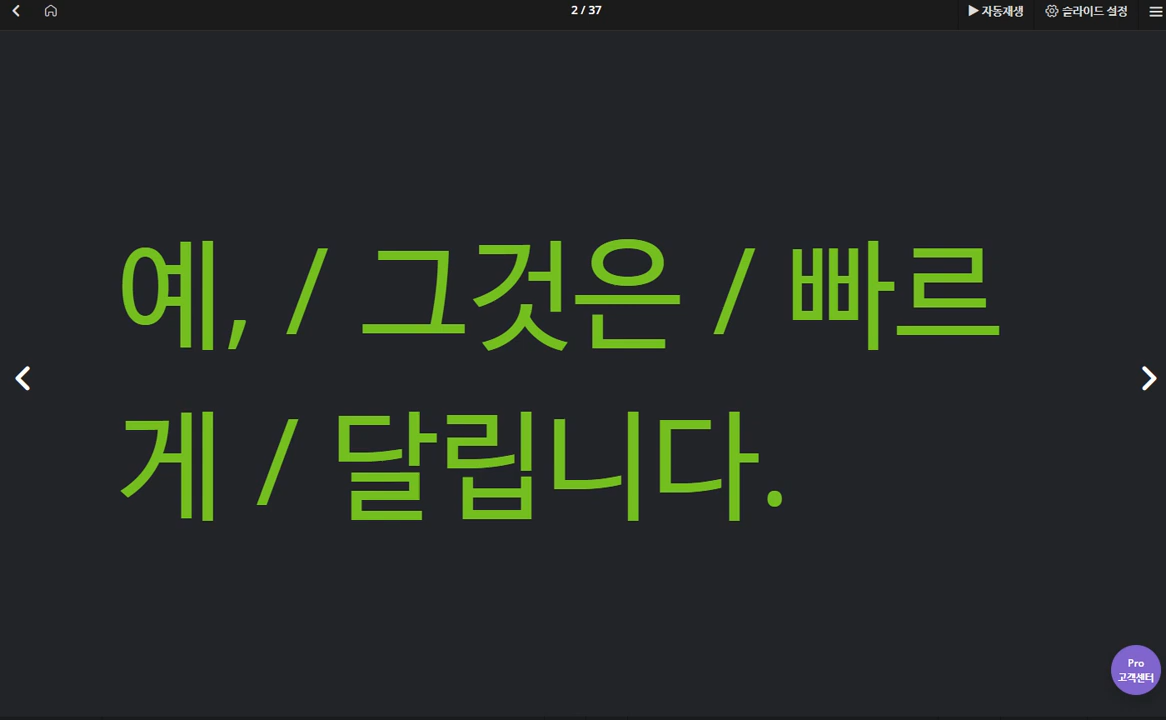 2 / 37
▶ 자동재생
슬라이드 설정
예, / 그것은 / 빠르
게 / 달립니다.
Pro
고객센터